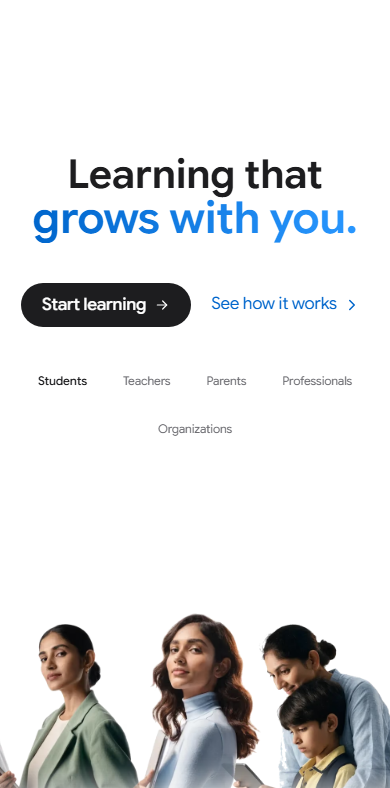 Learning that
grows with you.
Start learning →
See how it works >
Students Teachers Parents Professionals
Organizations